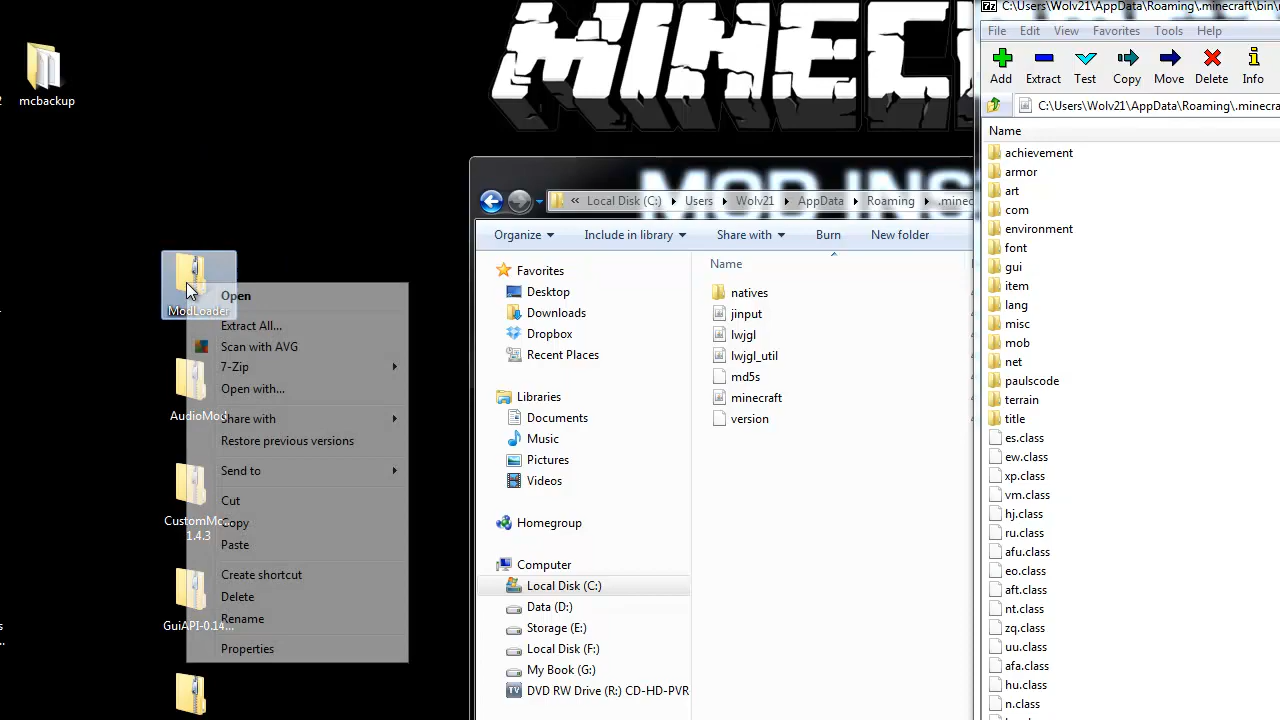 mcbackup
MINEC
MOD INS
ModLoader
AudioMod
CustomMo...
1.4.3
GuiAPI-0.14...
Open
Extract All...
Scan with AVG
7-Zip
Open with...
Share with
Restore previous versions
Send to
Cut
Copy
Paste
Create shortcut
Delete
Rename
Properties
« Local Disk (C:) Users Wolv21 AppData Roaming .minec
Organize Include in library Share with Burn New folder
Favorites
Desktop
Downloads
Dropbox
Recent Places
Libraries
Documents
Music
Pictures
Videos
Homegroup
Computer
Local Disk (C:)
Data (D:)
Storage (E:)
Local Disk (F:)
My Book (G:)
DVD RW Drive (R:) CD-HD-PVR
Name
natives
jinput
lwjgl
lwjgl_util
md5s
minecraft
version
7z C:\Users\Wolv21\AppData\Roaming\.minecraft\bin\
File Edit View Favorites Tools Help
Add Extract Test Copy Move Delete Info
C:\Users\Wolv21\AppData\Roaming\.minecra
Name
achievement
armor
art
com
environment
font
gui
item
lang
misc
mob
net
paulscode
terrain
title
es.class
ew.class
xp.class
vm.class
hj.class
ru.class
afu.class
eo.class
aft.class
nt.class
zq.class
uu.class
afa.class
hu.class
n.class